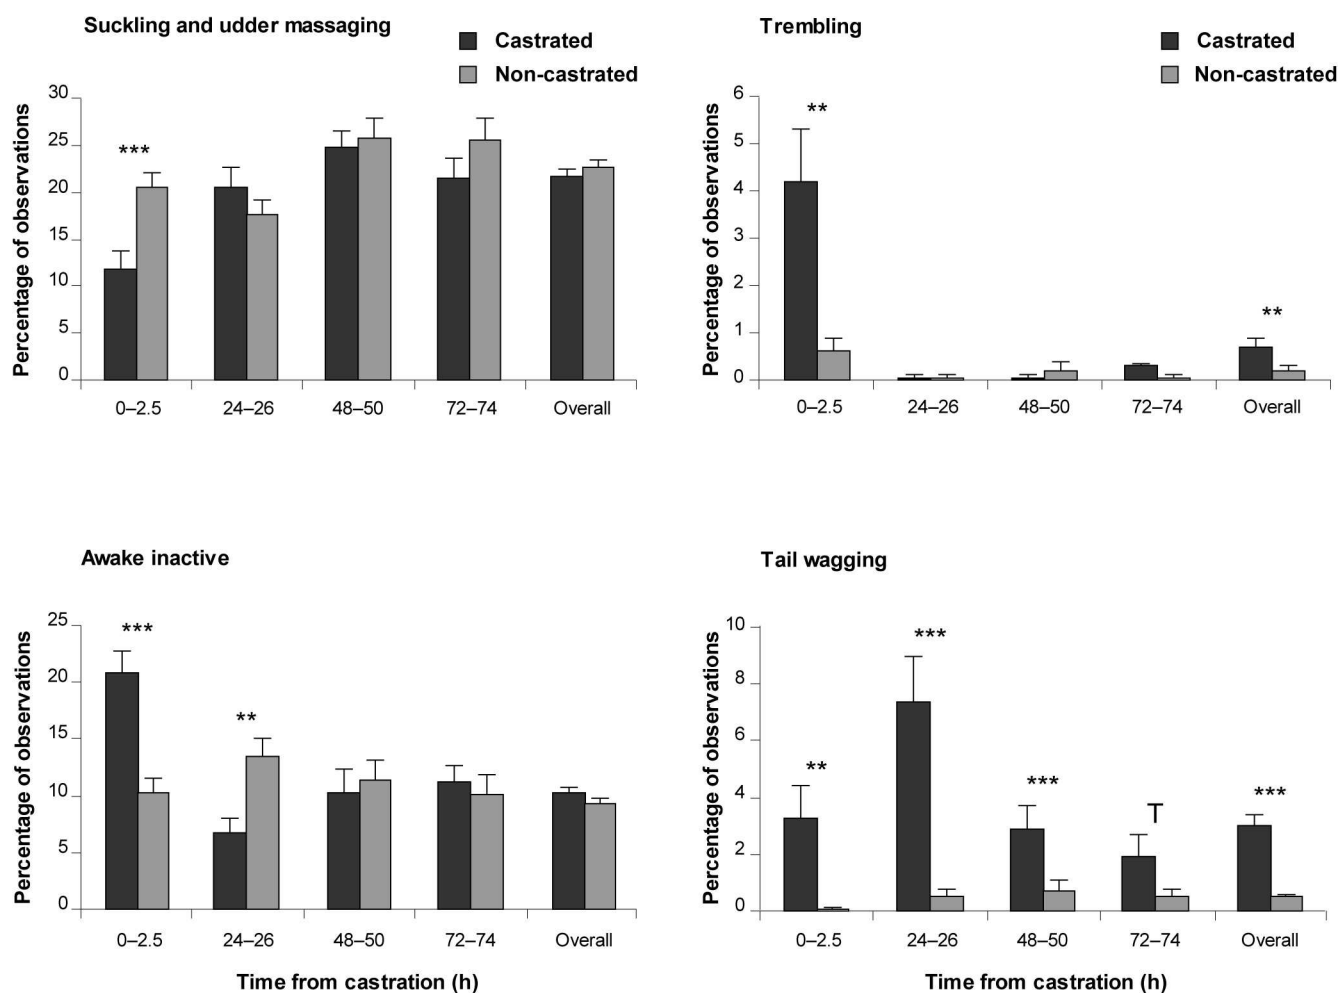 Suckling and udder massaging
Castrated
Non-castrated
Percentage of observations
30
25
20
15
10
5
0
***
0–2.5
24–26
48–50
72–74
Overall
Trembling
Castrated
Non-castrated
Percentage of observations
6
5
4
3
2
1
0
**
**
0–2.5
24–26
48–50
72–74
Overall
Awake inactive
Percentage of observations
25
20
15
10
5
0
***
**
0–2.5
24–26
48–50
72–74
Overall
Time from castration (h)
Tail wagging
Percentage of observations
10
8
6
4
2
0
**
***
***
T
***
0–2.5
24–26
48–50
72–74
Overall
Time from castration (h)